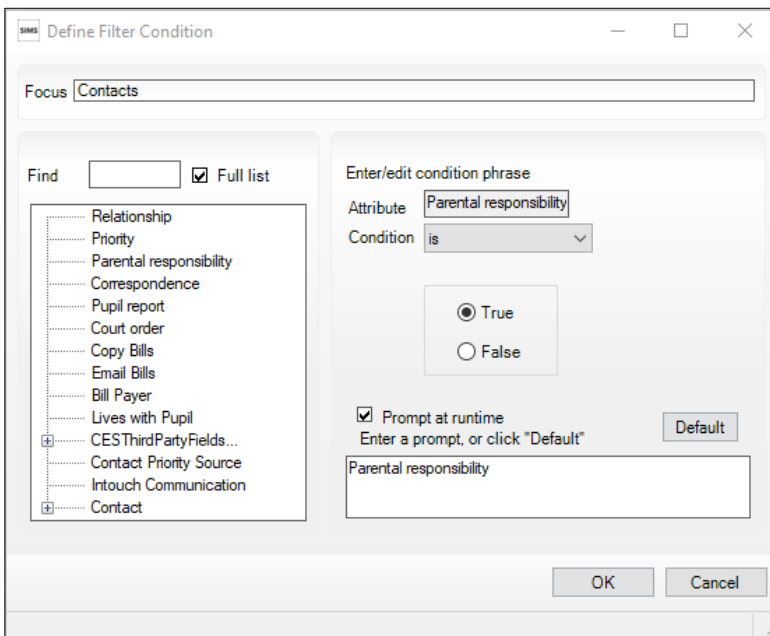 SIMS Define Filter Condition
Focus Contacts
Find Full list
Relationship
Priority
Parental responsibility
Correspondence
Pupil report
Court order
Copy Bills
Email Bills
Bill Payer
Lives with Pupil
CESThirdPartyFields...
Contact Priority Source
Intouch Communication
Contact
Enter/edit condition phrase
Attribute Parental responsibility
Condition is
True
False
Prompt at runtime
Enter a prompt, or click "Default"
Default
Parental responsibility
OK Cancel